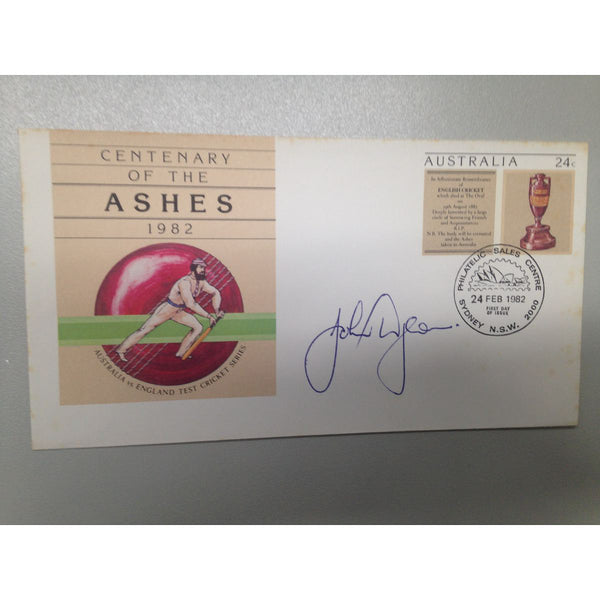 CENTENARY
OF THE
ASHES
1982
AUSTRALIA vs ENGLAND TEST CRICKET SERIES
AUSTRALIA 24c
In Affectionate Remembrance
of
ENGLISH CRICKET
which died at The Oval
on
29th August 1882
Deeply lamented by a large
circle of Sorrowing Friends
and Acquaintances
R.I.P.
N.B. The body will be cremated
and the Ashes
taken to Australia
PHILATELIC SALES CENTRE
24 FEB 1982
FIRST DAY
OF ISSUE
SYDNEY N.S.W. 2000
John Dyson